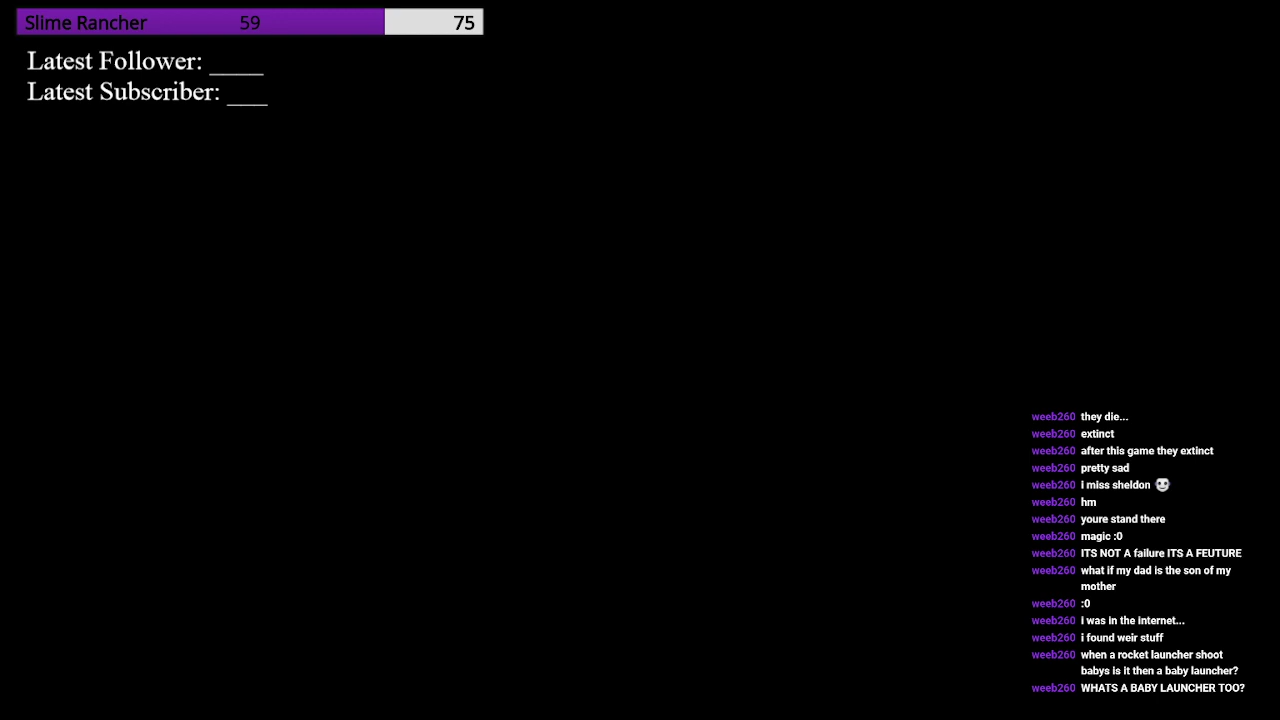 Slime Rancher 59 75
Latest Follower: ____
Latest Subscriber: ___
weeb260 they die...
weeb260 extinct
weeb260 after this game they extinct
weeb260 pretty sad
weeb260 i miss sheldon
weeb260 hm
weeb260 youre stand there
weeb260 magic :0
weeb260 ITS NOT A failure ITS A FEUTURE
weeb260 what if my dad is the son of my
mother
weeb260 :0
weeb260 i was in the internet...
weeb260 i found weir stuff
weeb260 when a rocket launcher shoot
babys is it then a baby launcher?
weeb260 WHATS A BABY LAUNCHER TOO?